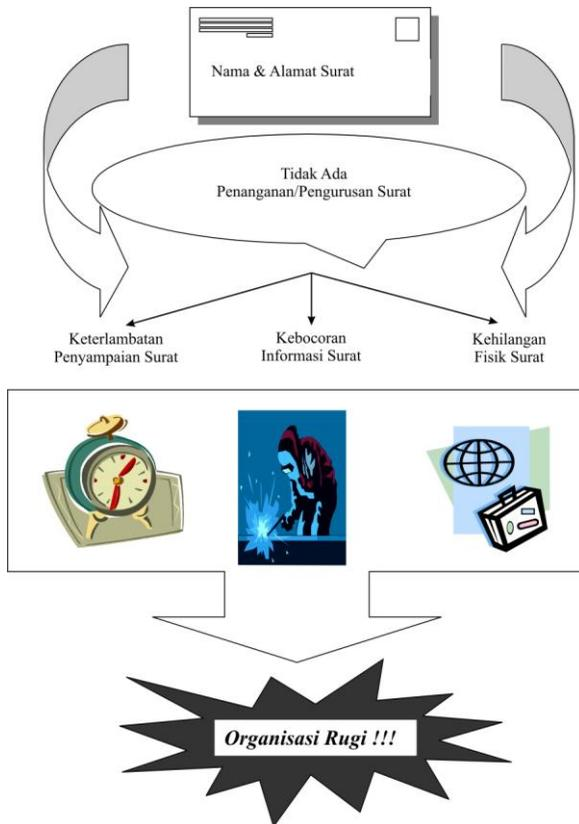 Nama & Alamat Surat
Tidak Ada
Penanganan/Pengurusan Surat
Keterlambatan
Penyampaian Surat
Kebocoran
Informasi Surat
Kehilangan
Fisik Surat
Organisasi Rugi !!!